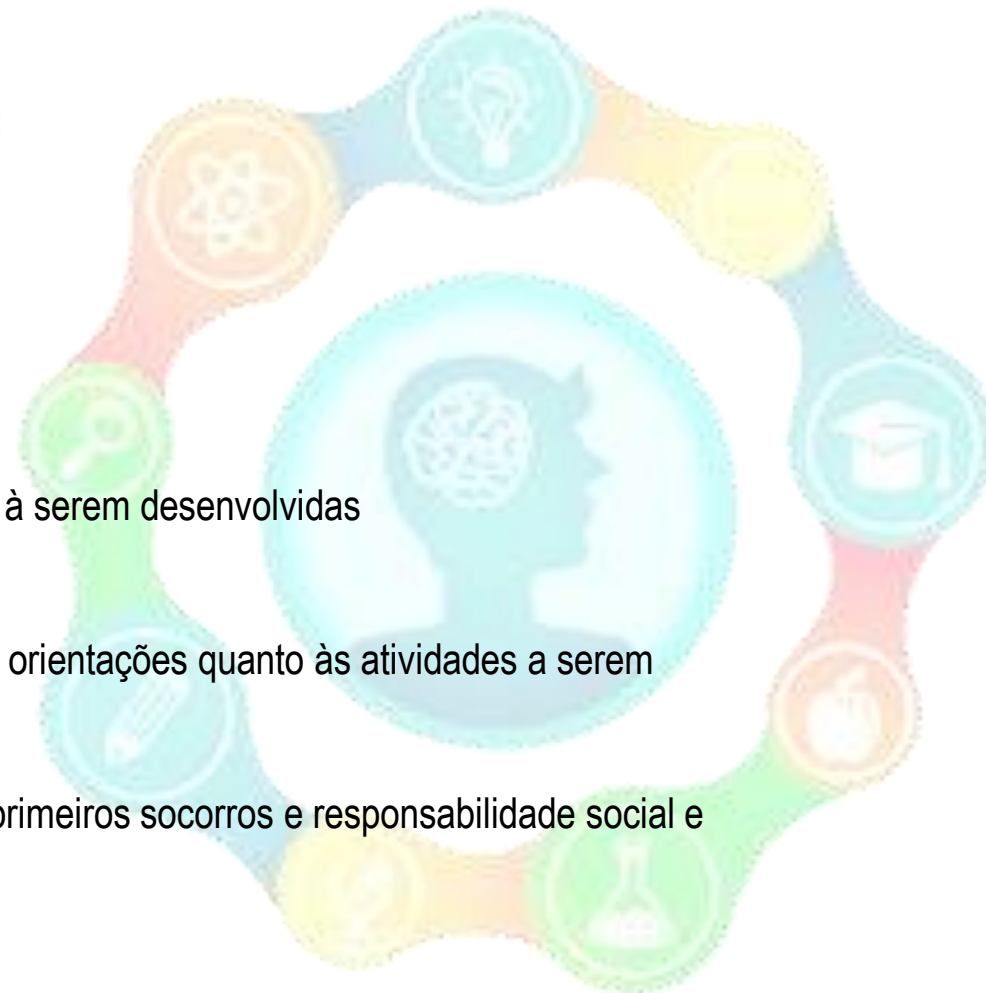 à serem desenvolvidas
orientações quanto às atividades a serem
primeiros socorros e responsabilidade social e